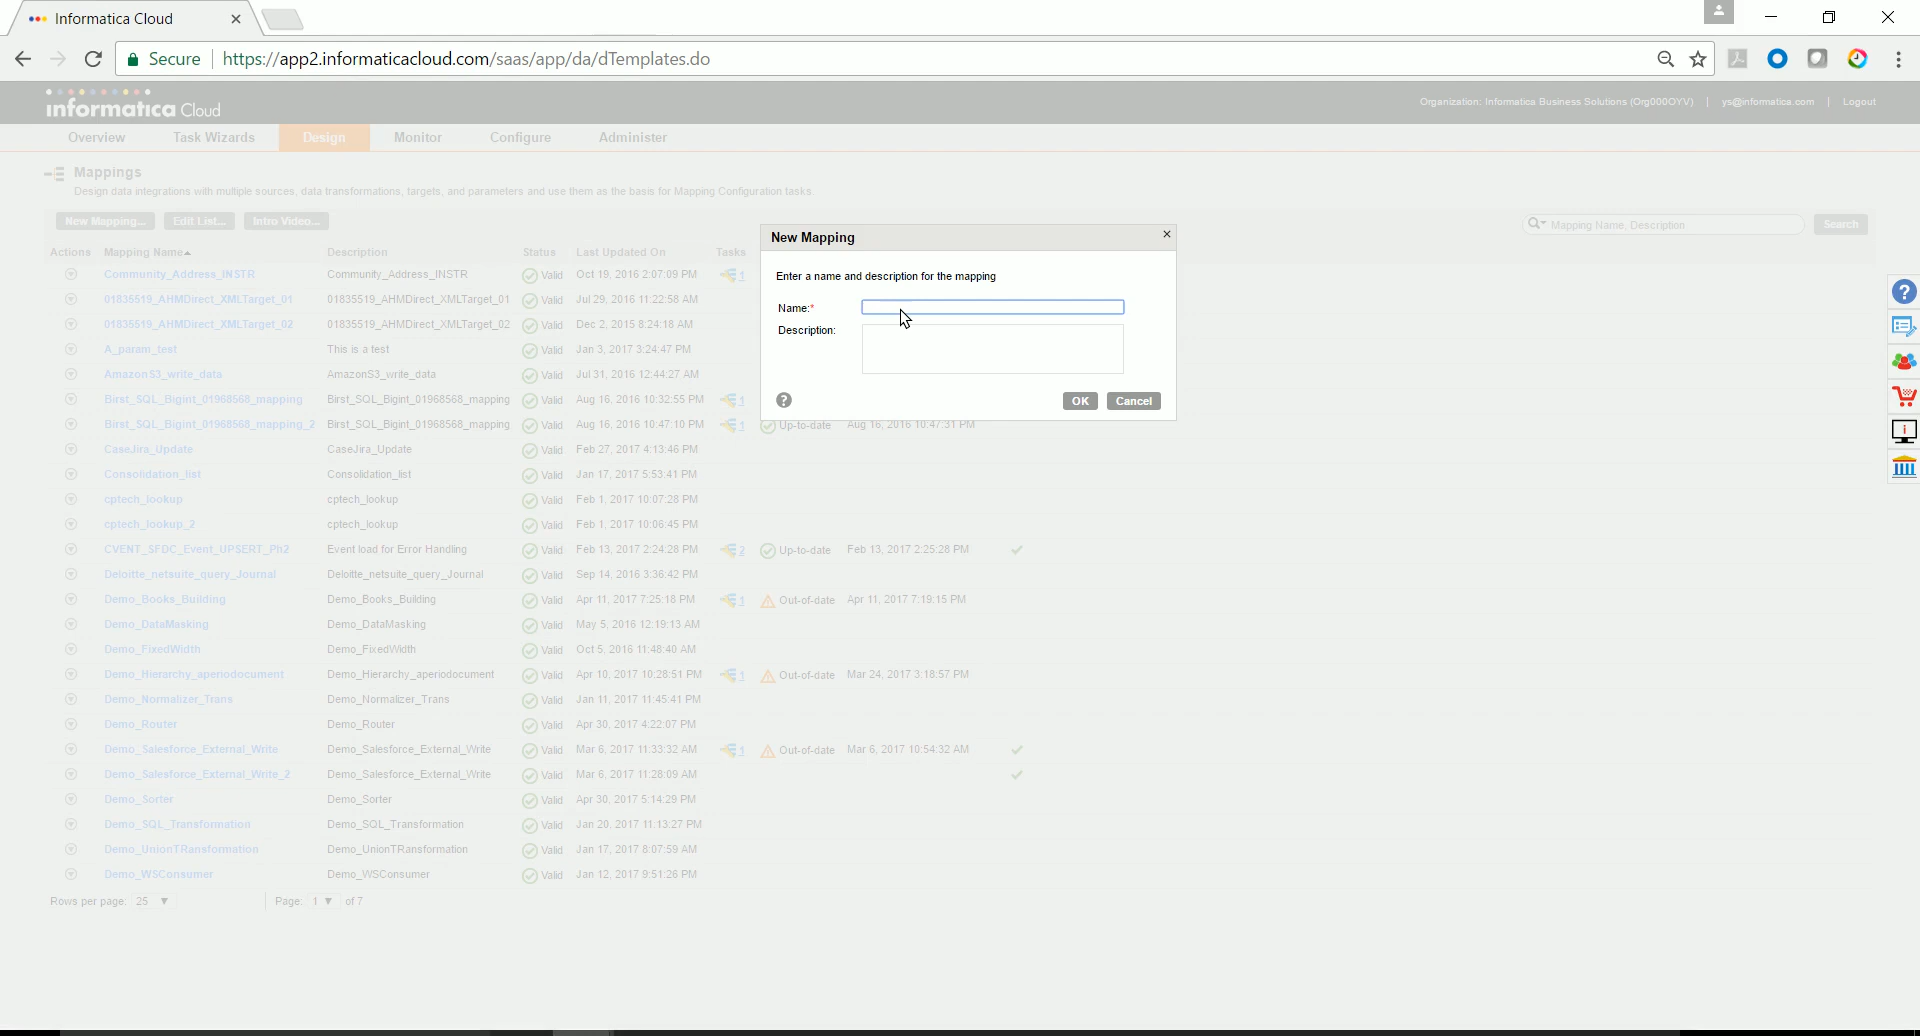 Informatica Cloud
Secure https://app2.informaticacloud.com/saas/app/da/dTemplates.do
informatica Cloud
Organization: Informatica Business Solutions (Org000OYV) | ys@informatica.com | Logout
Overview Task Wizards Design Monitor Configure Administer
Mappings
Design data integrations with multiple sources, data transformations, targets, and parameters and use them as the basis for Mapping Configuration tasks.
New Mapping... Edit List... Intro Video... Mapping Name, Description Search
New Mapping
Enter a name and description for the mapping
Name:*
Description:
OK Cancel
Actions Mapping Name Description Status Last Updated On Tasks
Community_Address_INSTR Community_Address_INSTR Valid Oct 19, 2016 2:07:09 PM 1
01835519_AHMDirect_XMLTarget_01 01835519_AHMDirect_XMLTarget_01 Valid Jul 29, 2016 11:22:58 AM
01835519_AHMDirect_XMLTarget_02 01835519_AHMDirect_XMLTarget_02 Valid Dec 2, 2015 8:24:18 AM
A_param_test This is a test Valid Jan 3, 2017 3:24:47 PM
AmazonS3_write_data AmazonS3_write_data Valid Jul 31, 2016 12:44:27 AM
Birst_SQL_Bigint_01968568_mapping Birst_SQL_Bigint_01968568_mapping Valid Aug 16, 2016 10:32:55 PM 1
Birst_SQL_Bigint_01968568_mapping_2 Birst_SQL_Bigint_01968568_mapping Valid Aug 16, 2016 10:47:10 PM 1 Up-to-date Aug 16, 2016 10:47:31 PM
CaseJira_Update CaseJira_Update Valid Feb 27, 2017 4:13:46 PM
Consolidation_list Consolidation_list Valid Jan 17, 2017 5:53:41 PM
cptech_lookup cptech_lookup Valid Feb 1, 2017 10:07:28 PM
cptech_lookup_2 cptech_lookup Valid Feb 1, 2017 10:06:45 PM
CVENT_SFDC_Event_UPSERT_Ph2 Event load for Error Handling Valid Feb 13, 2017 2:24:28 PM 2 Up-to-date Feb 13, 2017 2:25:28 PM
Deloitte_netsuite_query_Journal Deloitte_netsuite_query_Journal Valid Sep 14, 2016 3:36:42 PM
Demo_Books_Building Demo_Books_Building Valid Apr 11, 2017 7:25:18 PM 1 Out-of-date Apr 11, 2017 7:19:15 PM
Demo_DataMasking Demo_DataMasking Valid May 5, 2016 12:19:13 AM
Demo_FixedWidth Demo_FixedWidth Valid Oct 5, 2016 11:48:40 AM
Demo_Hierarchy_aperiodocument Demo_Hierarchy_aperiodocument Valid Apr 10, 2017 10:28:51 PM 1 Out-of-date Mar 24, 2017 3:18:57 PM
Demo_Normalizer_Trans Demo_Normalizer_Trans Valid Jan 11, 2017 11:45:41 PM
Demo_Router Demo_Router Valid Apr 30, 2017 4:22:07 PM
Demo_Salesforce_External_Write Demo_Salesforce_External_Write Valid Mar 6, 2017 11:33:32 AM 1 Out-of-date Mar 6, 2017 10:54:32 AM
Demo_Salesforce_External_Write_2 Demo_Salesforce_External_Write Valid Mar 6, 2017 11:28:09 AM
Demo_Sorter Demo_Sorter Valid Apr 30, 2017 5:14:29 PM
Demo_SQL_Transformation Demo_SQL_Transformation Valid Jan 20, 2017 11:13:27 PM
Demo_UnionTRansformation Demo_UnionTRansformation Valid Jan 17, 2017 8:07:59 AM
Demo_WSConsumer Demo_WSConsumer Valid Jan 12, 2017 9:51:26 PM
Rows per page: 25 Page: 1 of 7